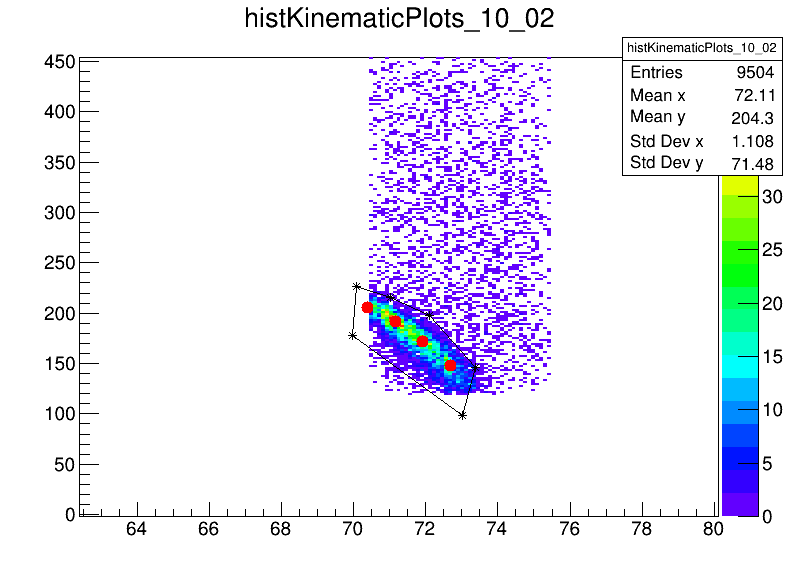 histKinematicPlots_10_02
histKinematicPlots_10_02
Entries 9504
Mean x 72.11
Mean y 204.3
Std Dev x 1.108
Std Dev y 71.48
450
400
350
300
250
200
150
100
50
0
30
25
20
15
10
5
0
64 66 68 70 72 74 76 78 80